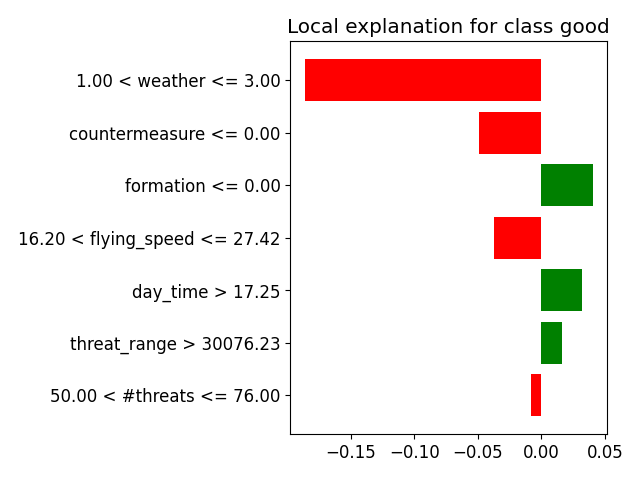 Local explanation for class good
1.00 < weather <= 3.00
countermeasure <= 0.00
formation <= 0.00
16.20 < flying_speed <= 27.42
day_time > 17.25
threat_range > 30076.23
50.00 < #threats <= 76.00
−0.15 −0.10 −0.05 0.00 0.05